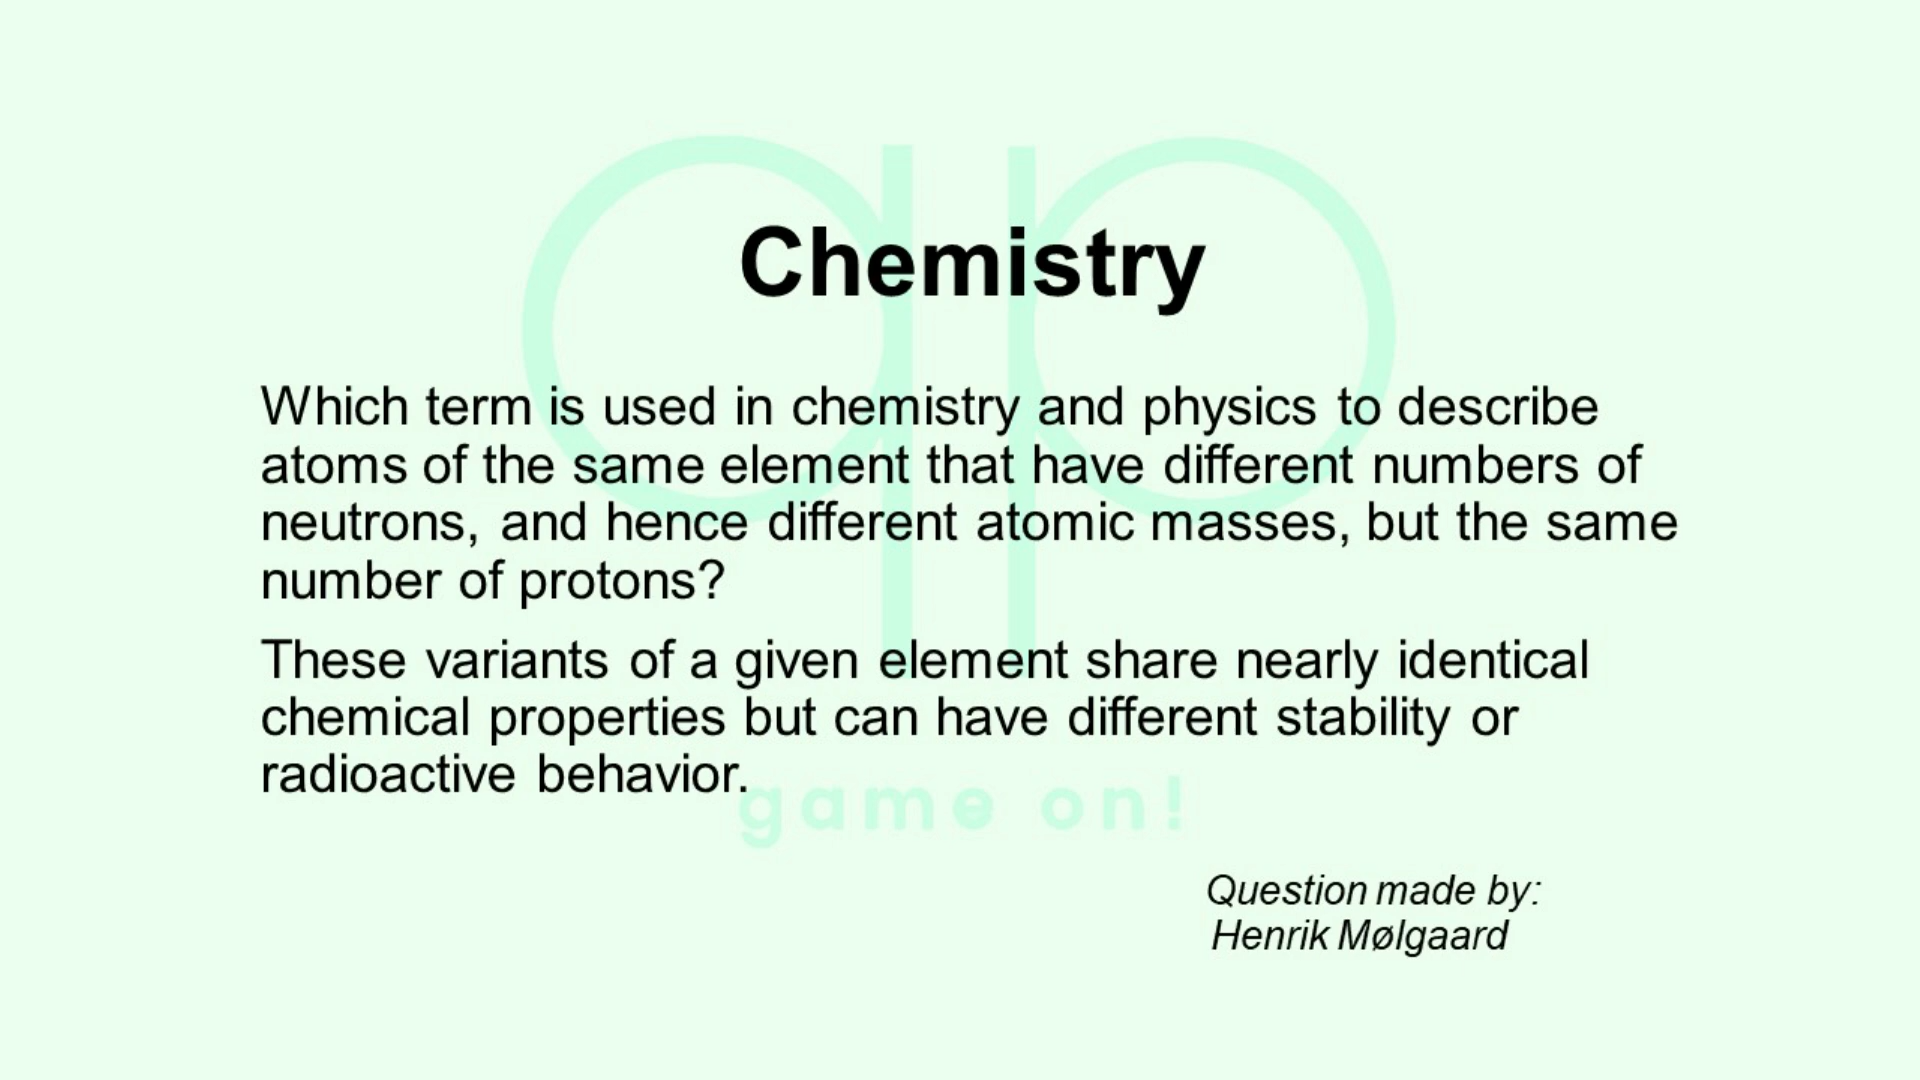 Chemistry
Which term is used in chemistry and physics to describe
atoms of the same element that have different numbers of
neutrons, and hence different atomic masses, but the same
number of protons?
These variants of a given element share nearly identical
chemical properties but can have different stability or
radioactive behavior.
game on!
Question made by:
Henrik Mølgaard